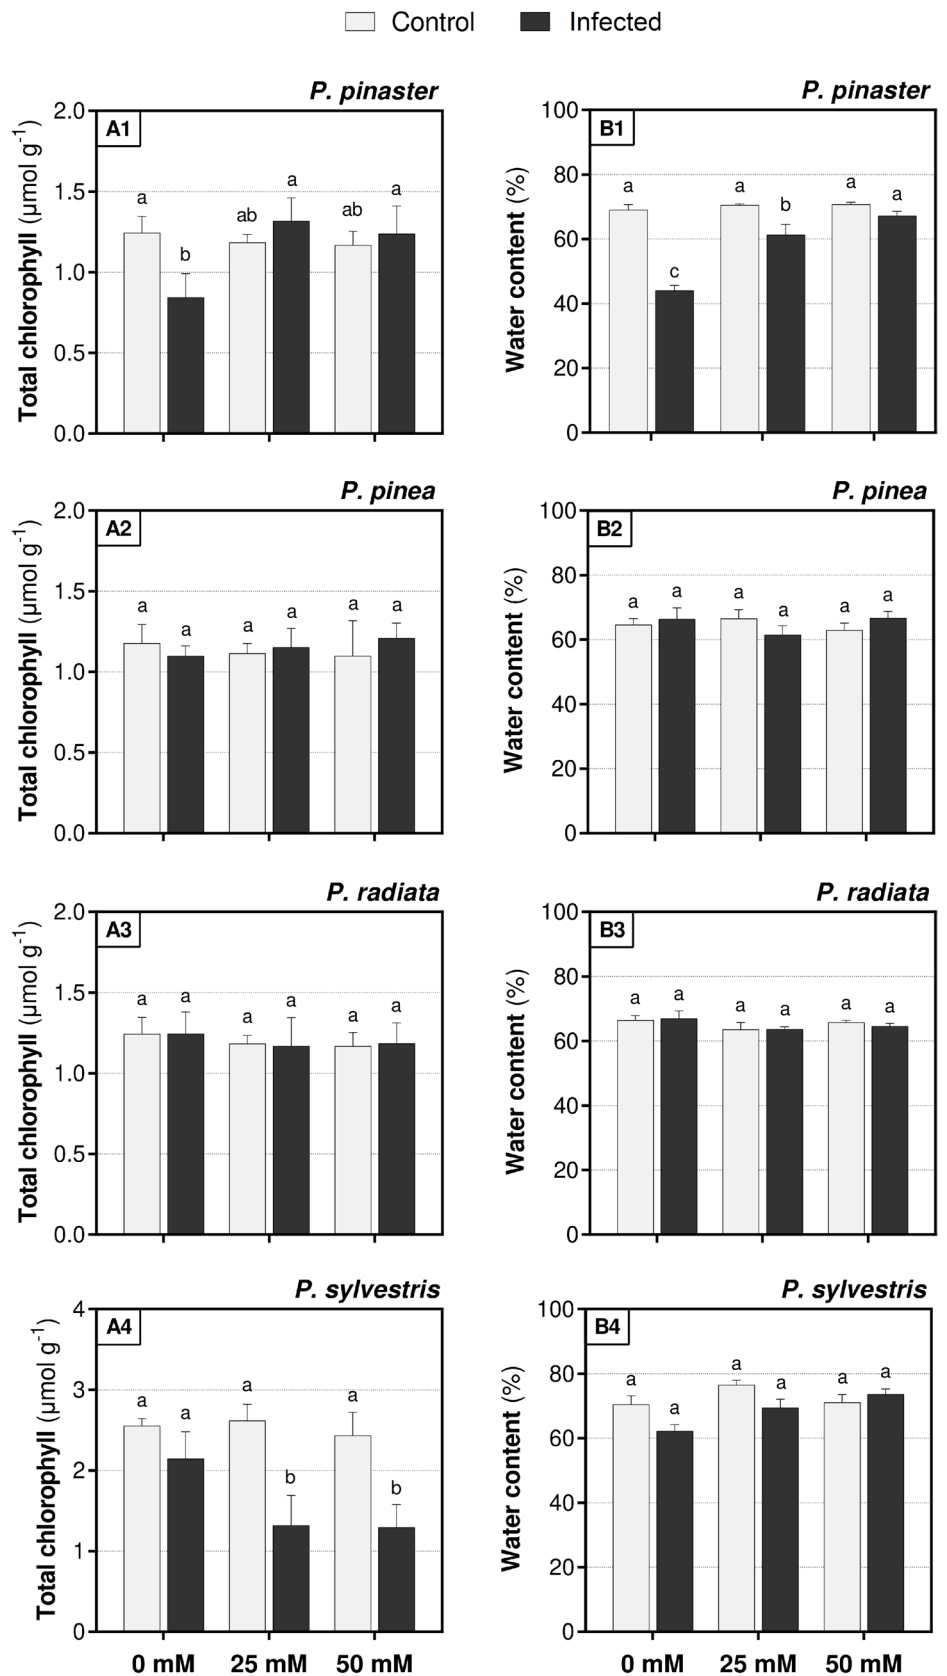 Control Infected
P. pinaster
A1
Total chlorophyll (µmol g⁻¹)
2.0
1.5
1.0
0.5
0.0
a b ab a ab a
P. pinaster
B1
Water content (%)
100
80
60
40
20
0
a c a b a a
P. pinea
A2
Total chlorophyll (µmol g⁻¹)
2.0
1.5
1.0
0.5
0.0
a a a a a a
P. pinea
B2
Water content (%)
100
80
60
40
20
0
a a a a a a
P. radiata
A3
Total chlorophyll (µmol g⁻¹)
2.0
1.5
1.0
0.5
0.0
a a a a a a
P. radiata
B3
Water content (%)
100
80
60
40
20
0
a a a a a a
P. sylvestris
A4
Total chlorophyll (µmol g⁻¹)
4
3
2
1
0
a a a b a b
0 mM 25 mM 50 mM
P. sylvestris
B4
Water content (%)
100
80
60
40
20
0
a a a a a a
0 mM 25 mM 50 mM